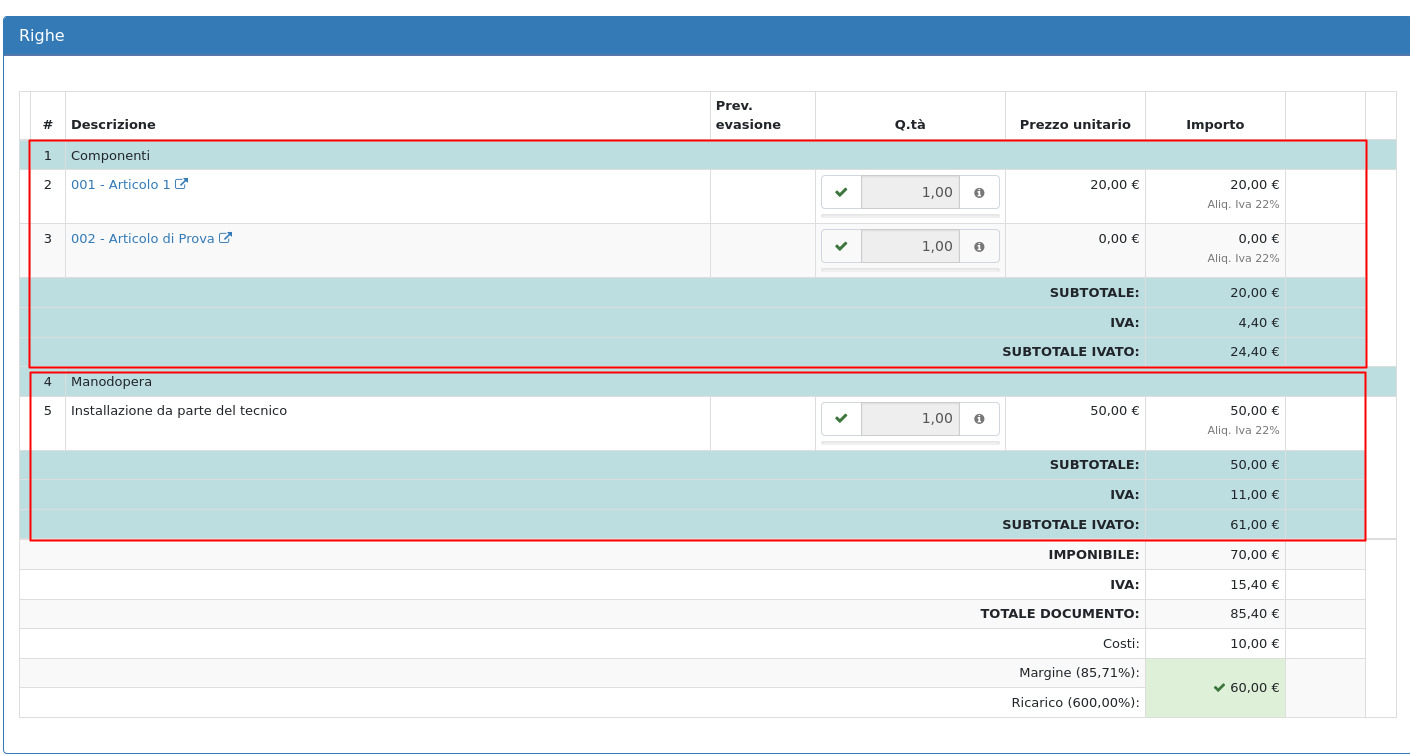 Righe
# Descrizione Prev. evasione Q.tà Prezzo unitario Importo
1 Componenti
2 001 - Articolo 1 1,00 20,00 € 20,00 €
Aliq. Iva 22%
3 002 - Articolo di Prova 1,00 0,00 € 0,00 €
Aliq. Iva 22%
SUBTOTALE: 20,00 €
IVA: 4,40 €
SUBTOTALE IVATO: 24,40 €
4 Manodopera
5 Installazione da parte del tecnico 1,00 50,00 € 50,00 €
Aliq. Iva 22%
SUBTOTALE: 50,00 €
IVA: 11,00 €
SUBTOTALE IVATO: 61,00 €
IMPONIBILE: 70,00 €
IVA: 15,40 €
TOTALE DOCUMENTO: 85,40 €
Costi: 10,00 €
Margine (85,71%):
60,00 €
Ricarico (600,00%):